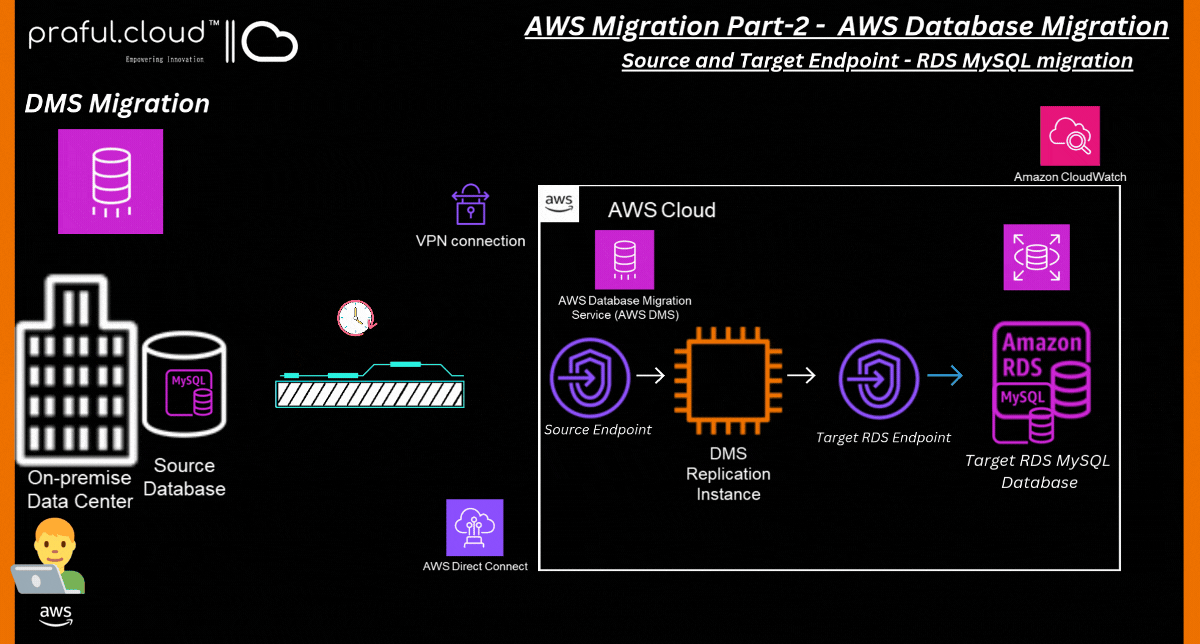 praful.cloud™
Empowering Innovation
AWS Migration Part-2 - AWS Database Migration
Source and Target Endpoint - RDS MySQL migration
DMS Migration
Amazon CloudWatch
VPN connection
aws
AWS Cloud
AWS Database Migration
Service (AWS DMS)
MySQL
Amazon
RDS
MySQL
Source Endpoint
Target RDS Endpoint
DMS
Replication
Instance
Target RDS MySQL
Database
On-premise
Data Center
Source
Database
AWS Direct Connect
aws